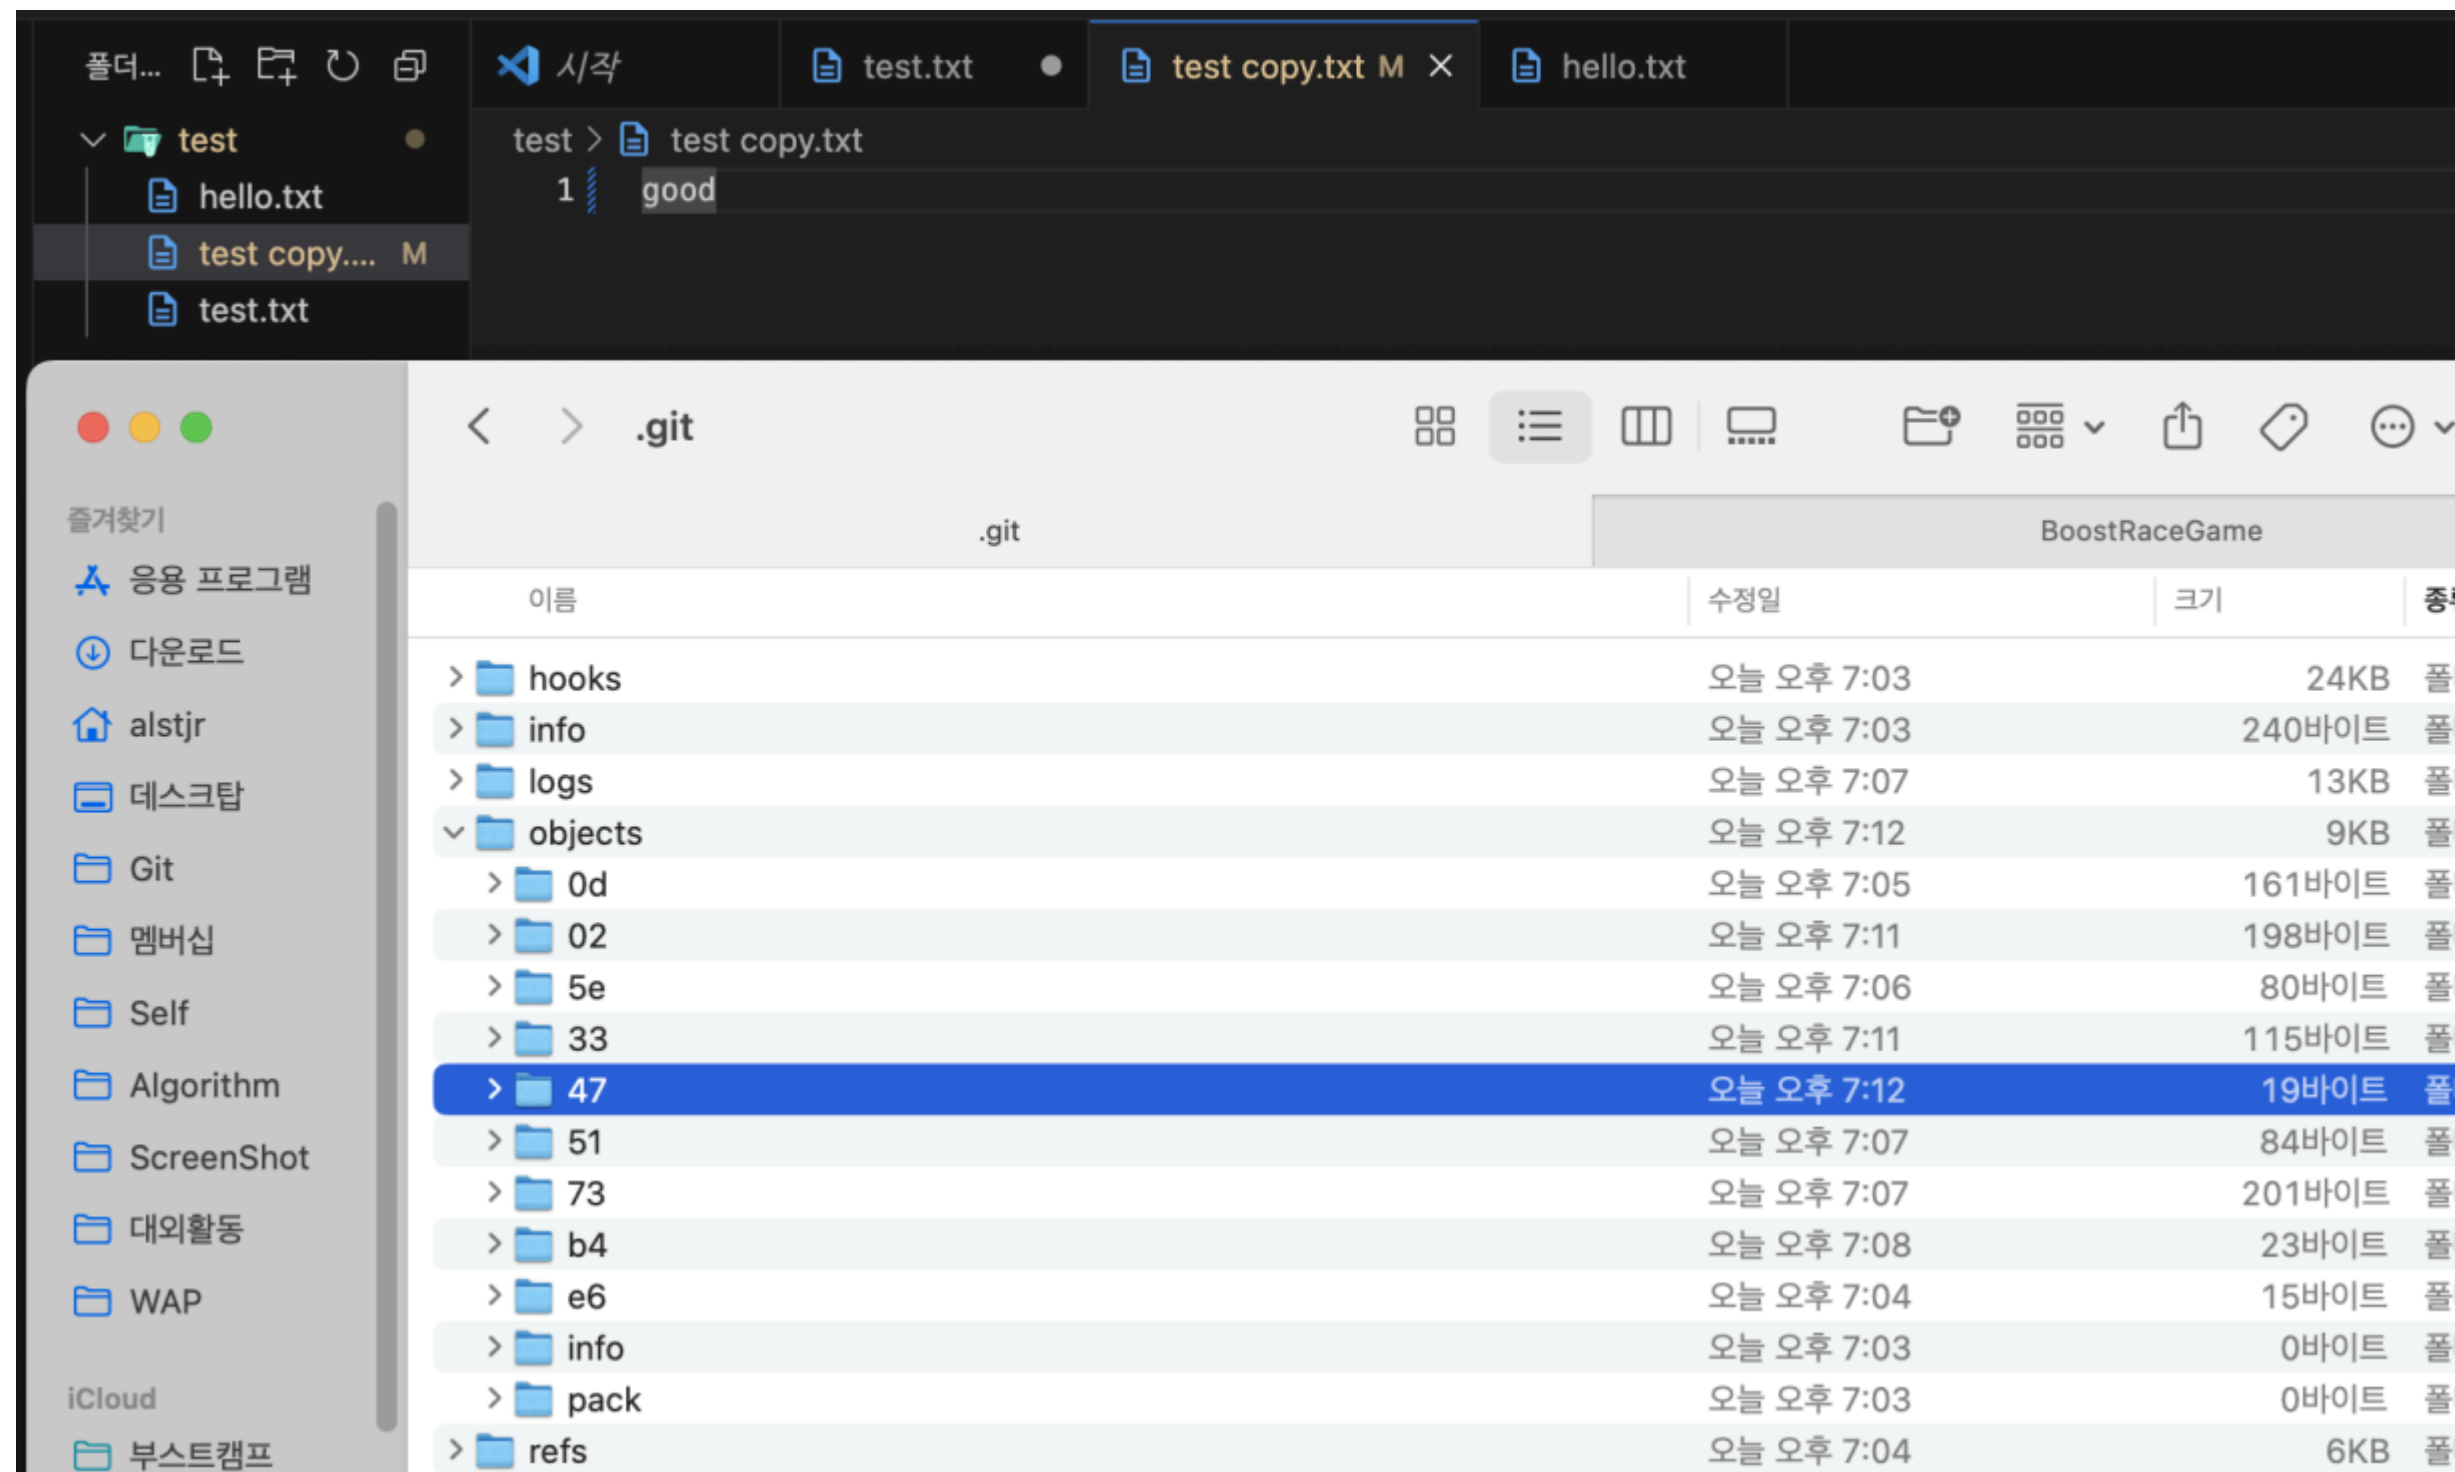 폴더...
시작
test.txt
test copy.txt M
hello.txt
test
test > test copy.txt
hello.txt
1 good
test copy.... M
test.txt
.git
즐겨찾기
.git
BoostRaceGame
응용 프로그램
다운로드
alstjr
데스크탑
Git
멤버십
Self
Algorithm
ScreenShot
대외활동
WAP
iCloud
부스트캠프
이름 수정일 크기
hooks 오늘 오후 7:03 24KB
info 오늘 오후 7:03 240바이트
logs 오늘 오후 7:07 13KB
objects 오늘 오후 7:12 9KB
0d 오늘 오후 7:05 161바이트
02 오늘 오후 7:11 198바이트
5e 오늘 오후 7:06 80바이트
33 오늘 오후 7:11 115바이트
47 오늘 오후 7:12 19바이트
51 오늘 오후 7:07 84바이트
73 오늘 오후 7:07 201바이트
b4 오늘 오후 7:08 23바이트
e6 오늘 오후 7:04 15바이트
info 오늘 오후 7:03 0바이트
pack 오늘 오후 7:03 0바이트
refs 오늘 오후 7:04 6KB